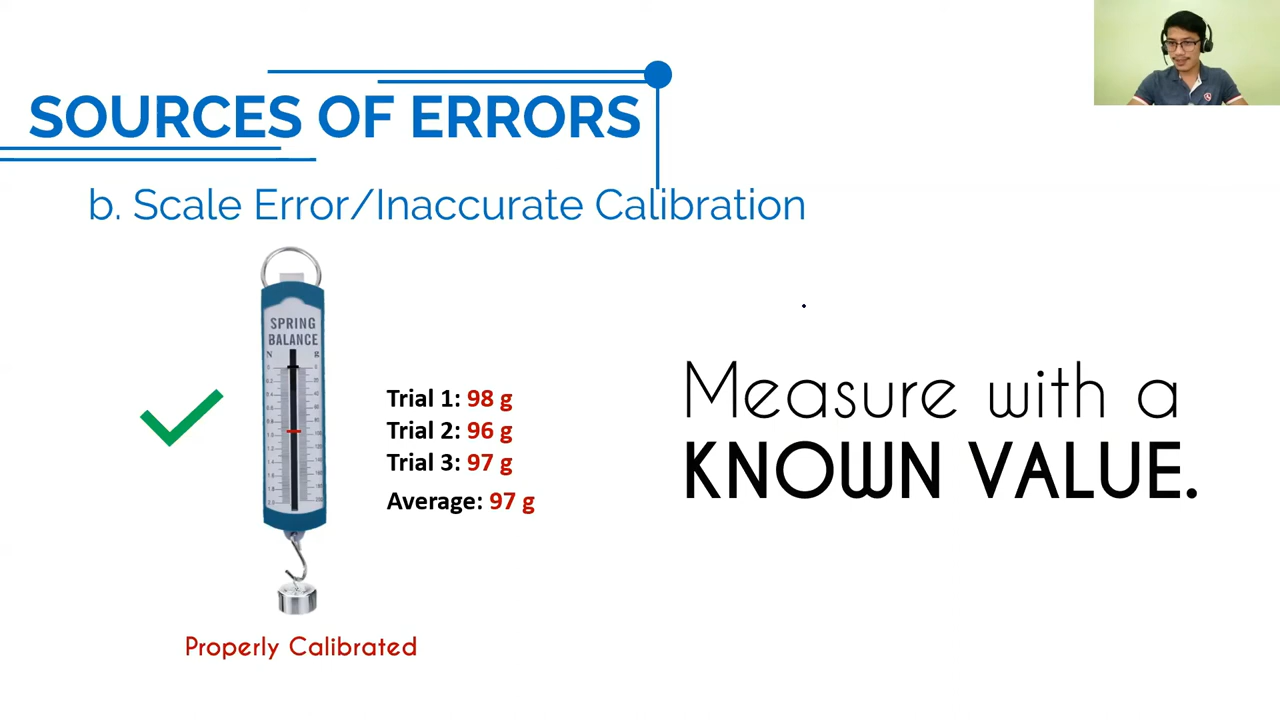 SOURCES OF ERRORS
b. Scale Error/Inaccurate Calibration
SPRING
BALANCE
N g
Trial 1: 98 g
Trial 2: 96 g
Trial 3: 97 g
Average: 97 g
Measure with a
KNOWN VALUE.
Properly Calibrated